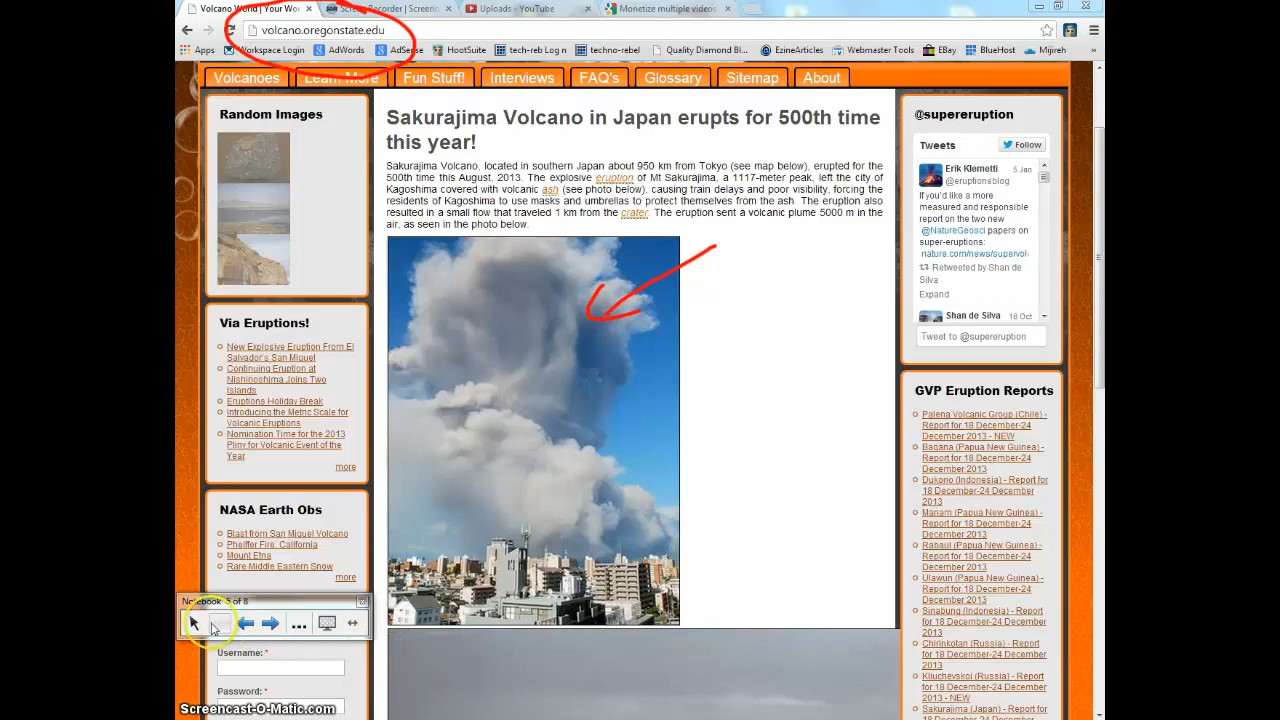 Volcano World | Your Wo
Screen Recorder | Screenc
Uploads - YouTube
Monetize multiple videos
volcano.oregonstate.edu
Apps
Workspace Login
AdWords
AdSense
HootSuite
tech-reb Log n
techno-rebel
Quality Diamond Bl...
EzineArticles
Webmaster Tools
EBay
BlueHost
Mijireh
»
Volcanoes
Learn More
Fun Stuff!
Interviews
FAQ's
Glossary
Sitemap
About
Random Images
Via Eruptions!
New Explosive Eruption From El
Salvador's San Miguel
Continuing Eruption at
Nishinoshima Joins Two
Islands
Eruptions Holiday Break
Introducing the Metric Scale for
Volcanic Eruptions
Nomination Time for the 2013
Pliny for Volcanic Event of the
Year
more
NASA Earth Obs
Blast from San Miguel Volcano
Pheiffer Fire, California
Mount Etna
Rare Middle Eastern Snow
more
Notebook 5 of 8
Username: *
Password: *
Screencast-O-Matic.com
Sakurajima Volcano in Japan erupts for 500th time
this year!
Sakurajima Volcano, located in southern Japan about 950 km from Tokyo (see map below), erupted for the
500th time this August, 2013. The explosive eruption of Mt Sakurajima, a 1117-meter peak, left the city of
Kagoshima covered with volcanic ash (see photo below), causing train delays and poor visibility, forcing the
residents of Kagoshima to use masks and umbrellas to protect themselves from the ash. The eruption also
resulted in a small flow that traveled 1 km from the crater. The eruption sent a volcanic plume 5000 m in the
air, as seen in the photo below.
@supereruption
Tweets
Follow
Erik Klemetti 5 Jan
@eruptionsblog
If you'd like a more
measured and responsible
report on the two new
@NatureGeosci papers on
super-eruptions:
nature.com/news/supervol
Retweeted by Shan de
Silva
Expand
Shan de Silva 18 Oct
Tweet to @supereruption
GVP Eruption Reports
Palena Volcanic Group (Chile) -
Report for 18 December-24
December 2013 - NEW
Bagana (Papua New Guinea) -
Report for 18 December-24
December 2013
Dukono (Indonesia) - Report for
18 December-24 December
2013
Manam (Papua New Guinea) -
Report for 18 December-24
December 2013
Rabaul (Papua New Guinea) -
Report for 18 December-24
December 2013
Ulawun (Papua New Guinea) -
Report for 18 December-24
December 2013
Sinabung (Indonesia) - Report
for 18 December-24 December
2013
Chirinkotan (Russia) - Report
for 18 December-24 December
2013
Kliuchevskoi (Russia) - Report
for 18 December-24 December
2013 - NEW
Sakurajima (Japan) - Report for